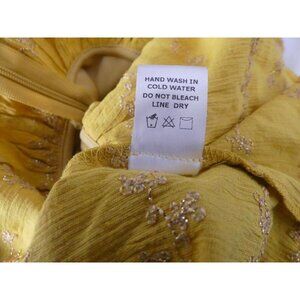 HAND WASH IN
COLD WATER
DO NOT BLEACH
LINE DRY